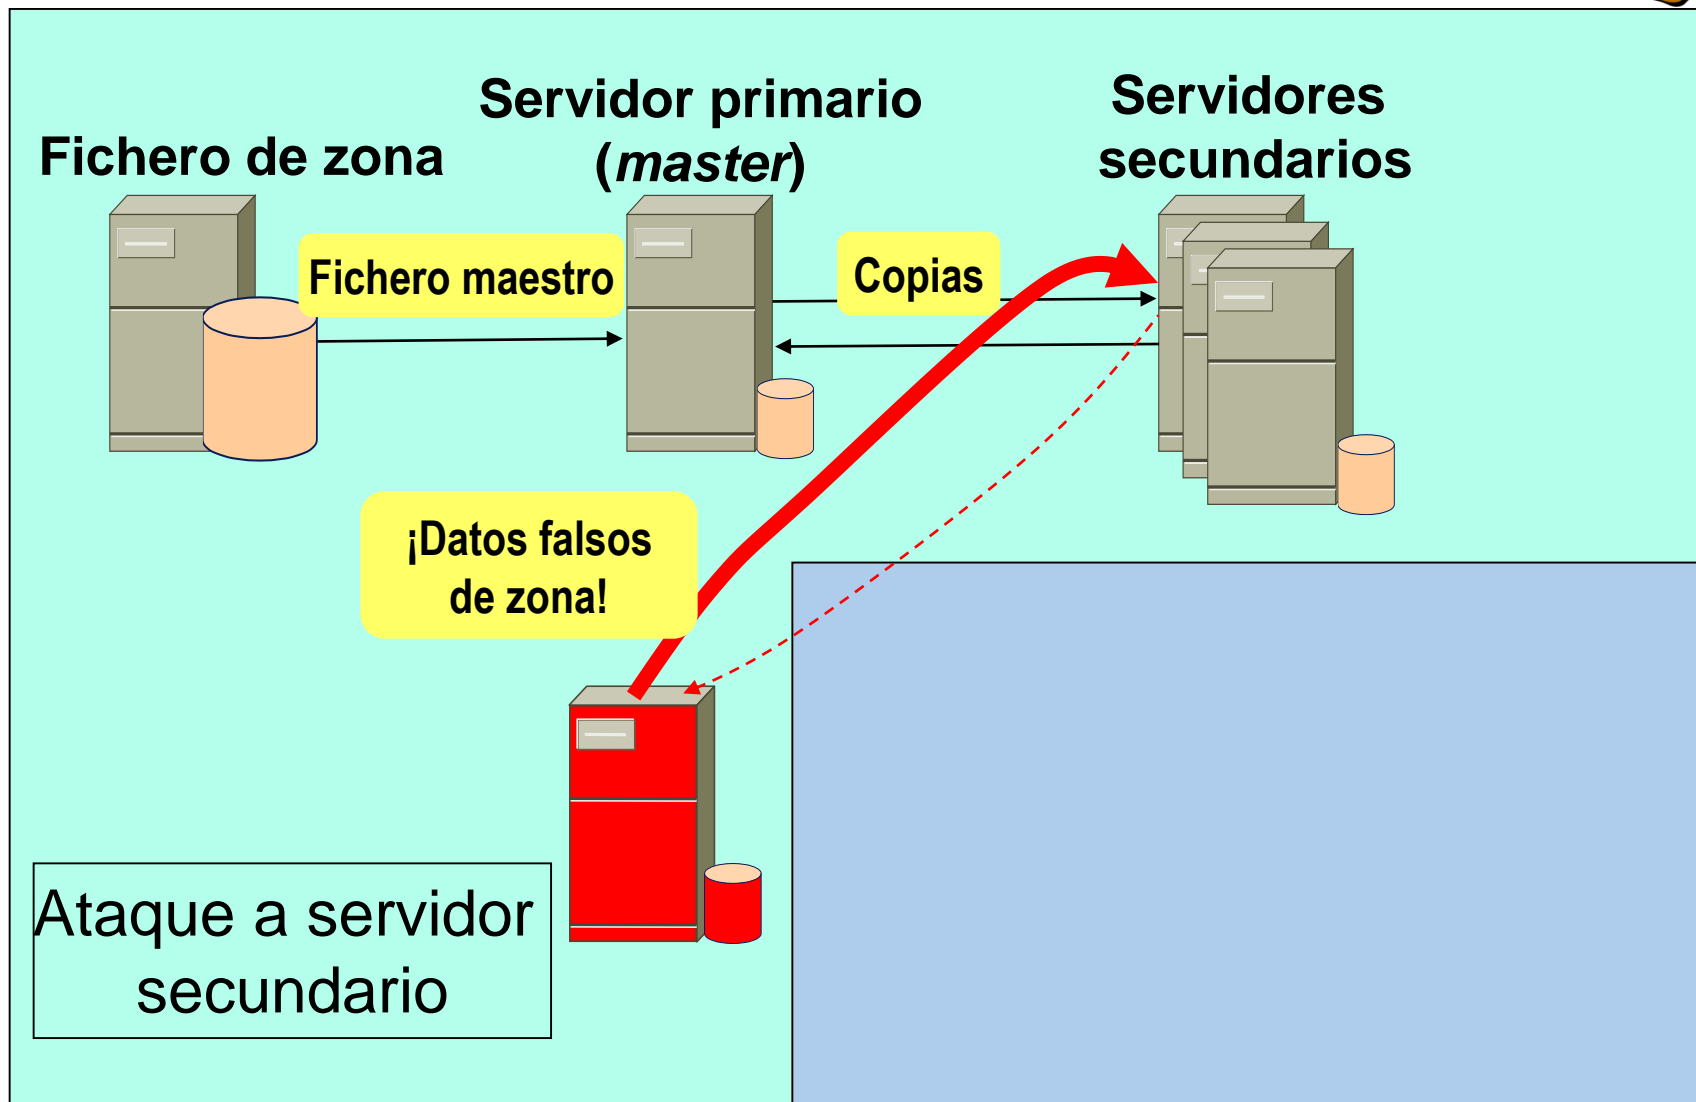 Servidor primario
(master)
Servidores
secundarios
Fichero de zona
Fichero maestro
Copias
¡Datos falsos
de zona!
Ataque a servidor
secundario